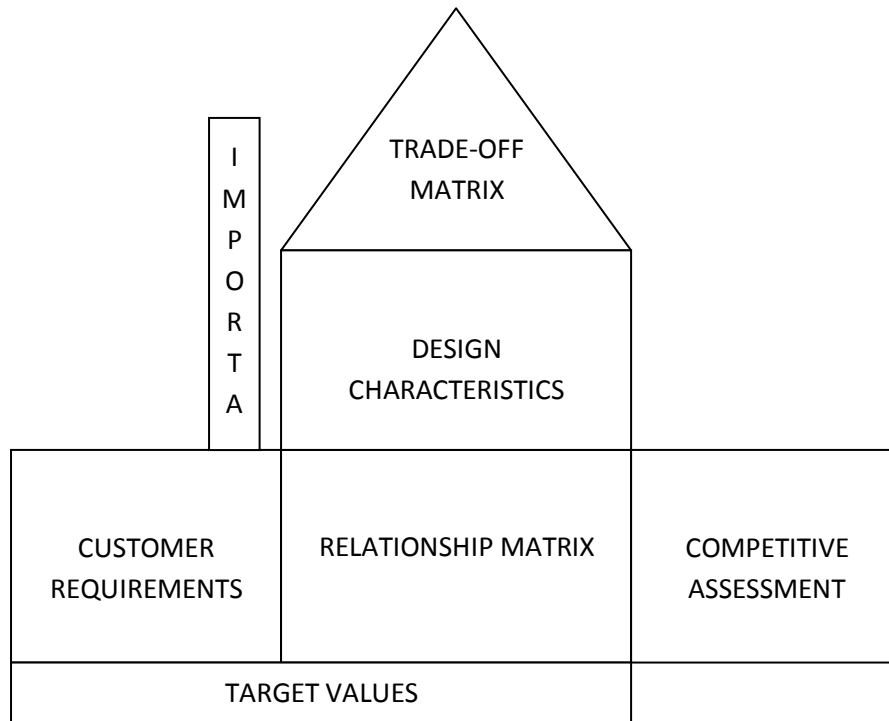 TRADE-OFF
MATRIX
I
M
P
O
R
T
A
DESIGN
CHARACTERISTICS
CUSTOMER
REQUIREMENTS
RELATIONSHIP MATRIX
COMPETITIVE
ASSESSMENT
TARGET VALUES